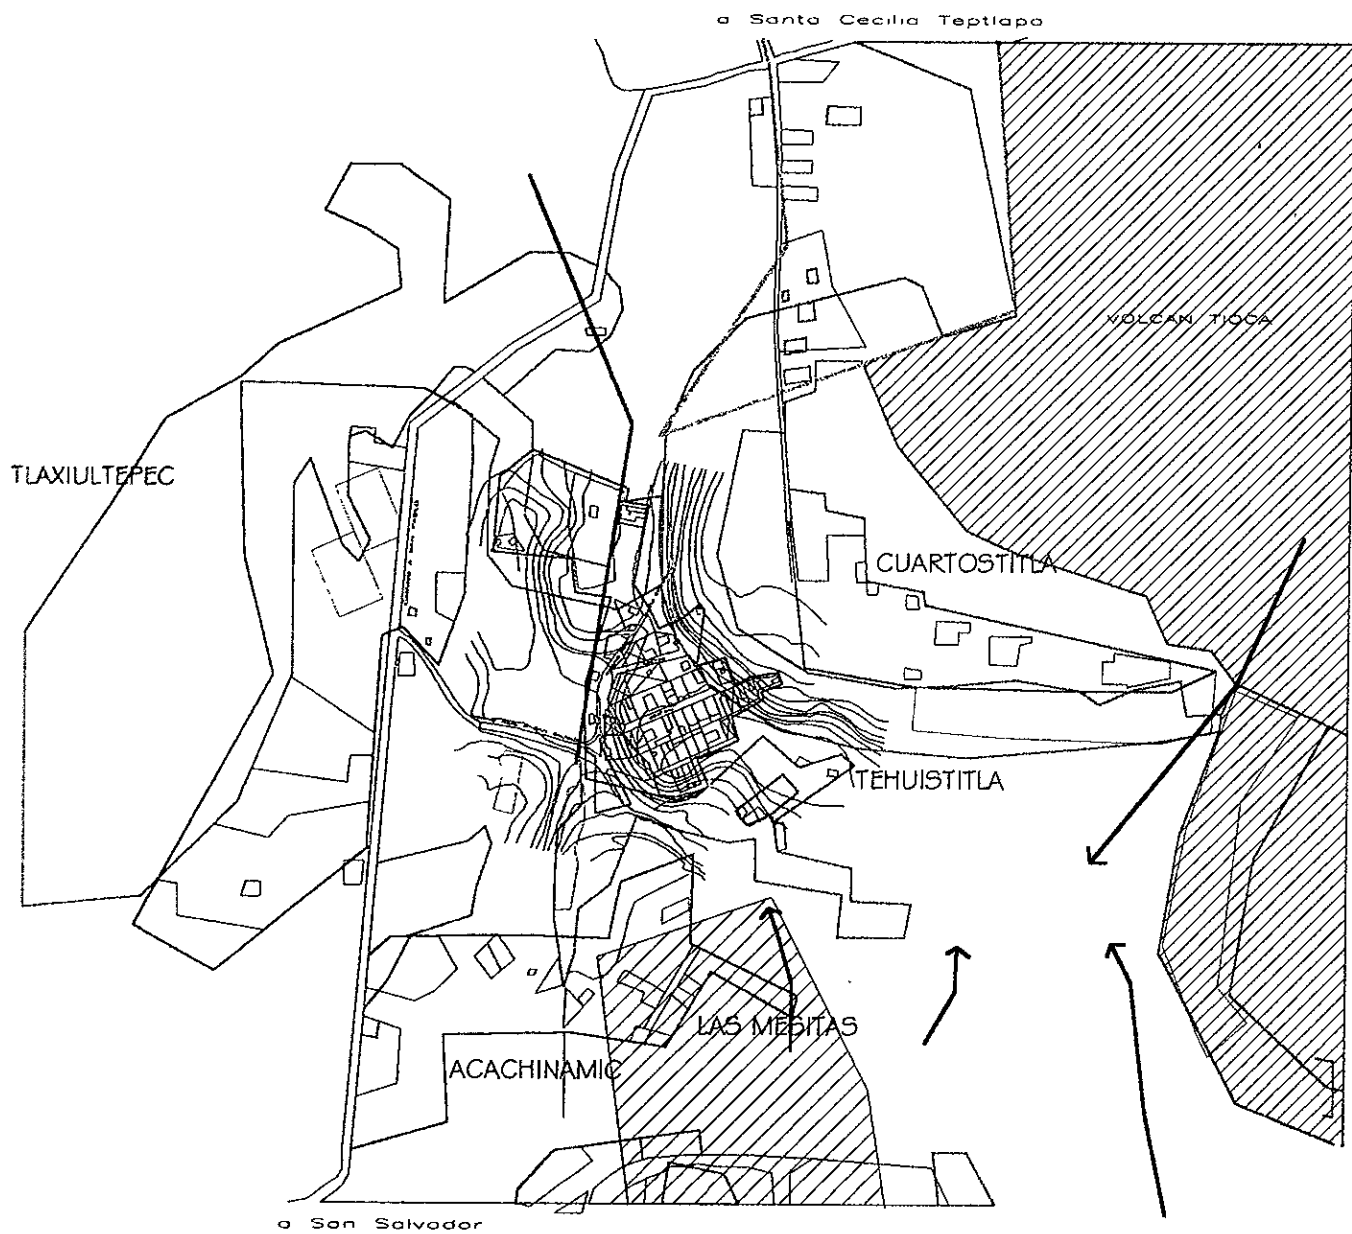 a Santa Cecilia Teptlapa
VOLCAN TIOCA
TLAXIULTEPEC
CUARTOSTITLA
TEHUISTITLA
LAS MESITAS
ACACHINAMIC
a San Salvador